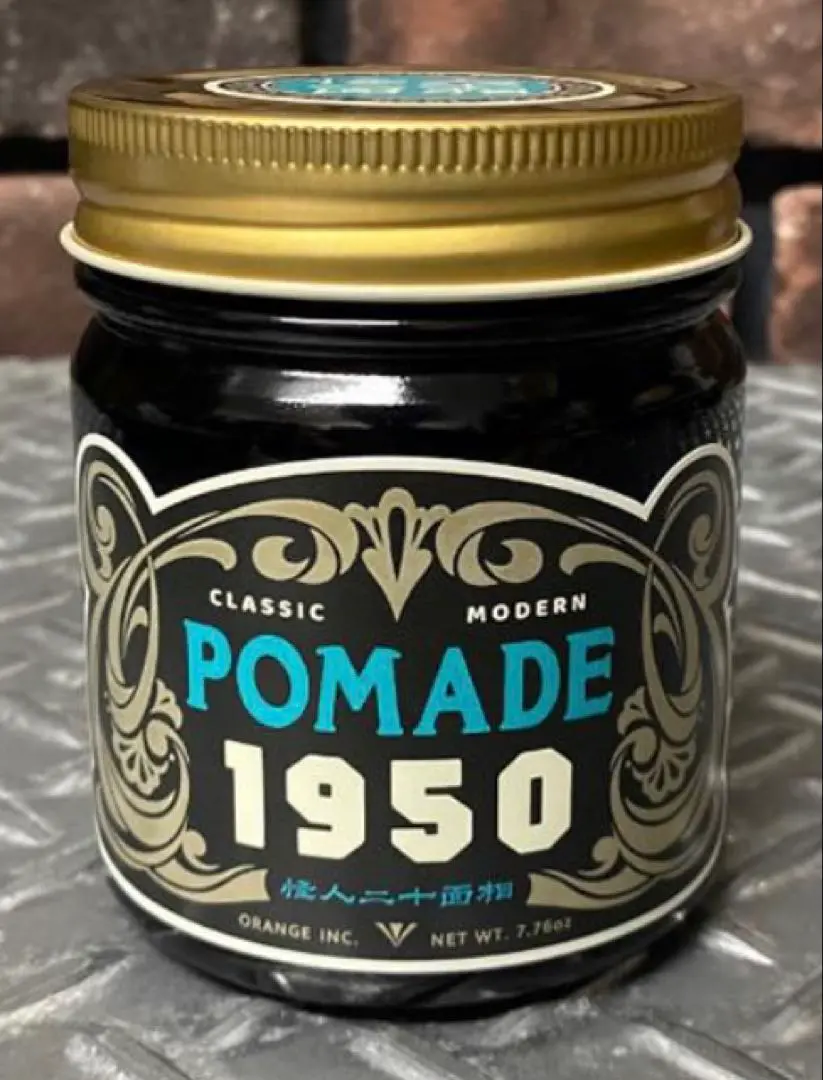 CLASSIC MODERN
POMADE
1950
怪人二十面相
ORANGE INC. NET WT. 7.76oz